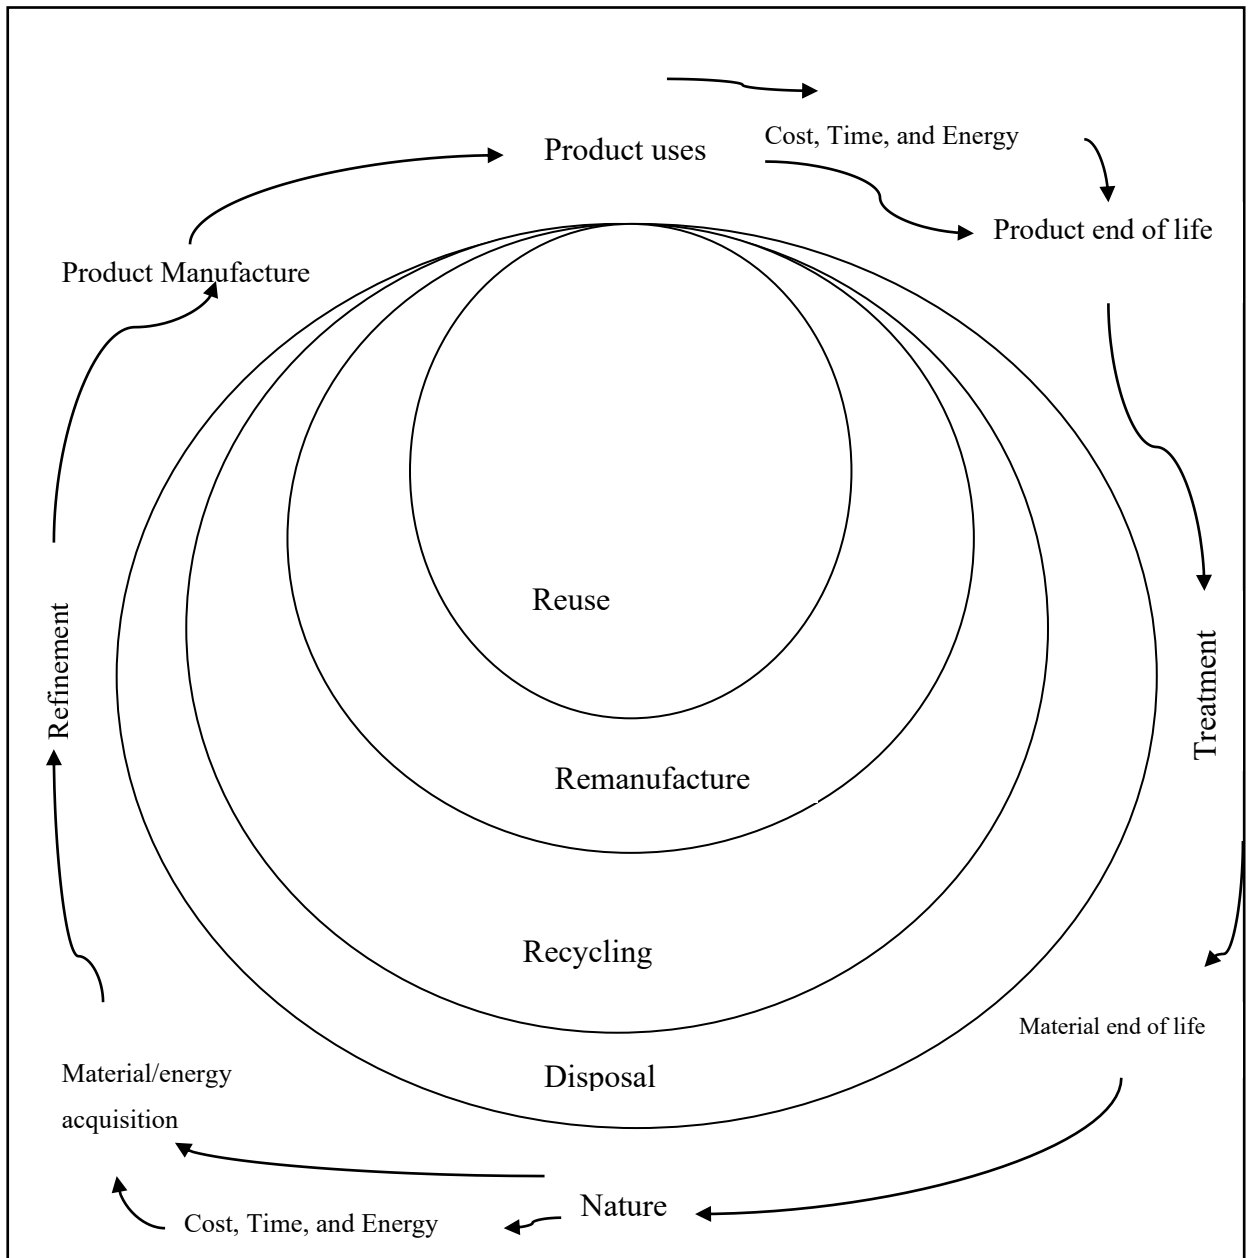 Cost, Time, and Energy
Product uses
Product end of life
Product Manufacture
Reuse
Refinement
Treatment
Remanufacture
Recycling
Material end of life
Material/energy
acquisition
Disposal
Nature
Cost, Time, and Energy